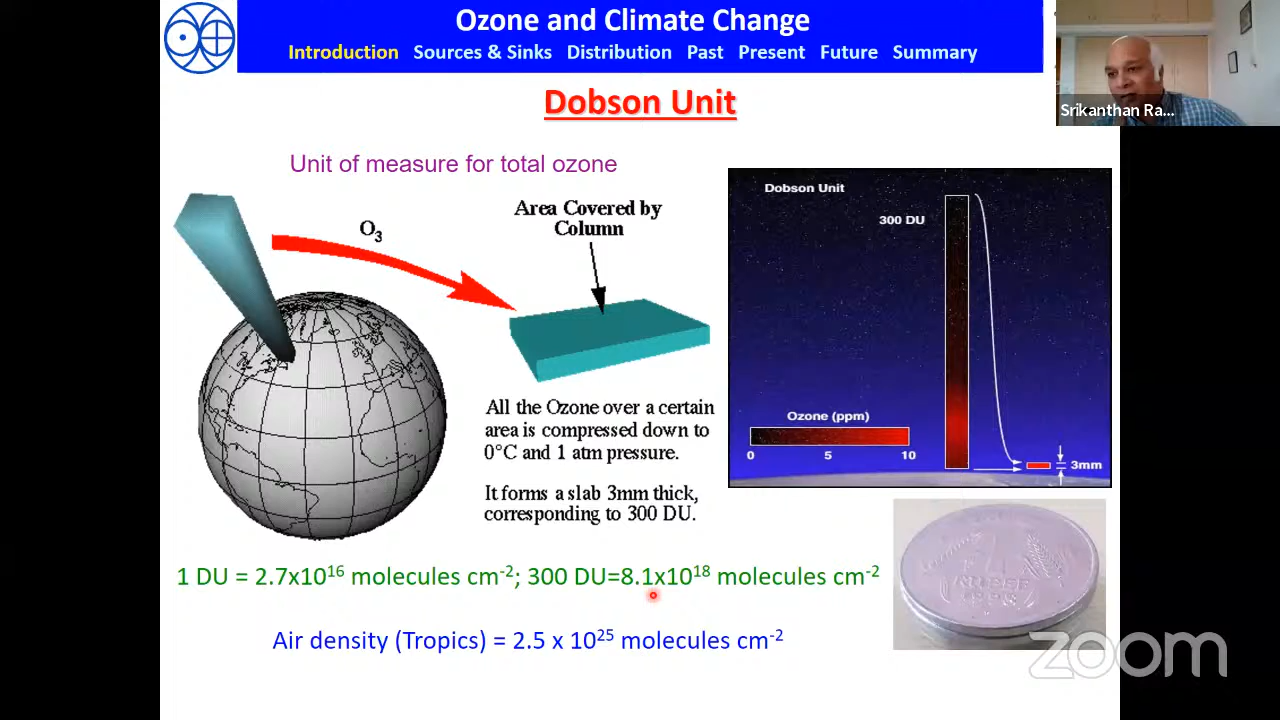 Ozone and Climate Change
Introduction Sources & Sinks Distribution Past Present Future Summary
Srikanthan Ra...
Dobson Unit
Unit of measure for total ozone
O₃
Area Covered by
Column
All the Ozone over a certain
area is compressed down to
0°C and 1 atm pressure.
It forms a slab 3mm thick,
corresponding to 300 DU.
Dobson Unit
300 DU
Ozone (ppm)
0 5 10
3mm
1 DU = 2.7x10¹⁶ molecules cm⁻²; 300 DU=8.1x10¹⁸ molecules cm⁻²
Air density (Tropics) = 2.5 x 10²⁵ molecules cm⁻²
1
RUPEE
zoom